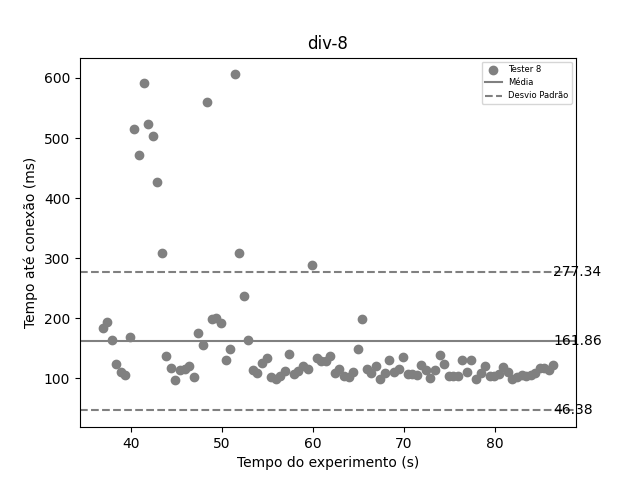 div-8
Tester 8
Média
Desvio Padrão
600
500
400
300
200
100
Tempo até conexão (ms)
277.34
161.86
46.38
40
50
60
70
80
Tempo do experimento (s)